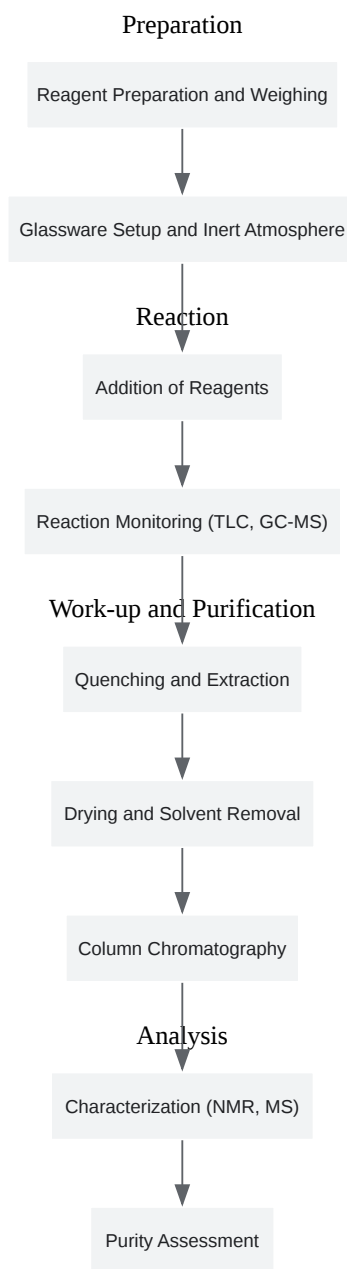 Preparation
Reagent Preparation and Weighing
Glassware Setup and Inert Atmosphere
Reaction
Addition of Reagents
Reaction Monitoring (TLC, GC-MS)
Work-up and Purification
Quenching and Extraction
Drying and Solvent Removal
Column Chromatography
Analysis
Characterization (NMR, MS)
Purity Assessment